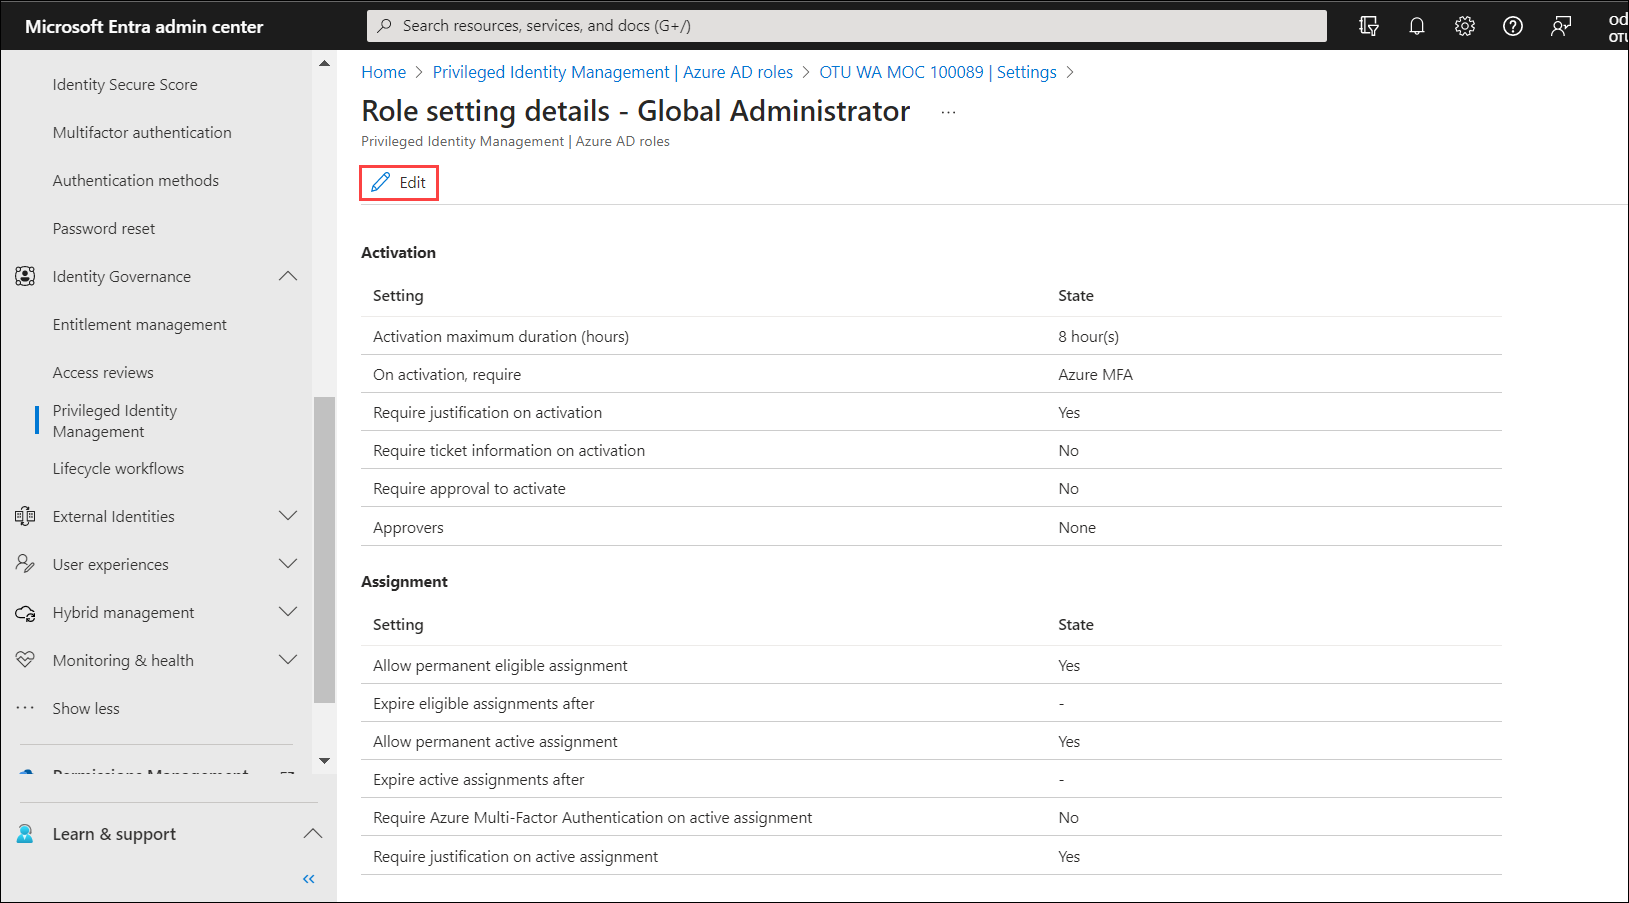 Microsoft Entra admin center
Search resources, services, and docs (G+/)
od
OTU
Identity Secure Score
Multifactor authentication
Authentication methods
Password reset
Identity Governance
Entitlement management
Access reviews
Privileged Identity
Management
Lifecycle workflows
External Identities
User experiences
Hybrid management
Monitoring & health
Show less
Permissions Management
Learn & support
Home > Privileged Identity Management | Azure AD roles > OTU WA MOC 100089 | Settings >
Role setting details - Global Administrator ...
Privileged Identity Management | Azure AD roles
Edit
Activation
Setting State
Activation maximum duration (hours) 8 hour(s)
On activation, require Azure MFA
Require justification on activation Yes
Require ticket information on activation No
Require approval to activate No
Approvers None
Assignment
Setting State
Allow permanent eligible assignment Yes
Expire eligible assignments after -
Allow permanent active assignment Yes
Expire active assignments after -
Require Azure Multi-Factor Authentication on active assignment No
Require justification on active assignment Yes